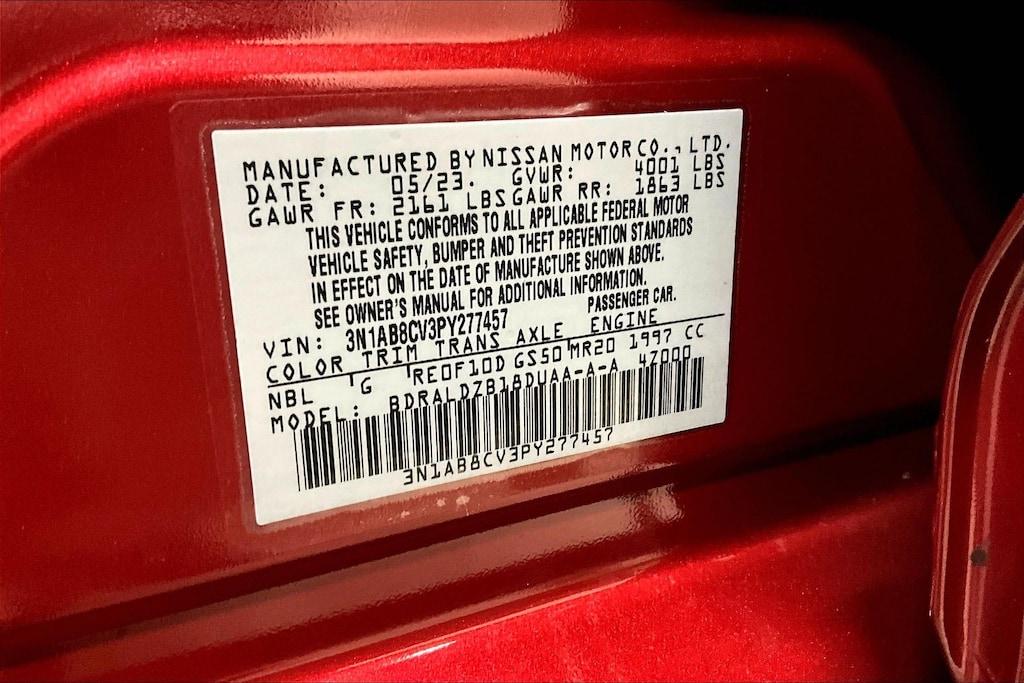 MANUFACTURED BY NISSAN MOTOR CO., LTD.
DATE: 05/23. GVWR: 4001 LBS
GAWR FR: 2161 LBS GAWR RR: 1863 LBS
THIS VEHICLE CONFORMS TO ALL APPLICABLE FEDERAL MOTOR
VEHICLE SAFETY, BUMPER AND THEFT PREVENTION STANDARDS
IN EFFECT ON THE DATE OF MANUFACTURE SHOWN ABOVE.
SEE OWNER'S MANUAL FOR ADDITIONAL INFORMATION.
VIN: 3N1AB8CV3PY277457 PASSENGER CAR.
COLOR TRIM TRANS AXLE ENGINE
NBL G RE0F10D GS50 MR20 1997 CC
MODEL: BDRALDZB18DUAA-A-A 4Z000
3N1AB8CV3PY277457